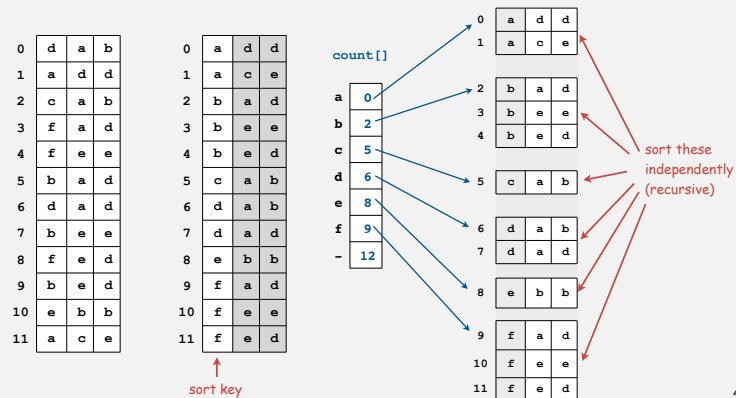 0 d a b
1 a d d
2 c a b
3 f a d
4 f e e
5 b a d
6 d a d
7 b e e
8 f e d
9 b e d
10 e b b
11 a c e
0 a d d
1 a c e
2 b a d
3 b e e
4 b e d
5 c a b
6 d a b
7 d a d
8 e b b
9 f a d
10 f e e
11 f e d
sort key
count[]
a 0
b 2
c 5
d 6
e 8
f 9
- 12
0 a d d
1 a c e
2 b a d
3 b e e
4 b e d
5 c a b
6 d a b
7 d a d
8 e b b
9 f a d
10 f e e
11 f e d
sort these
independently
(recursive)